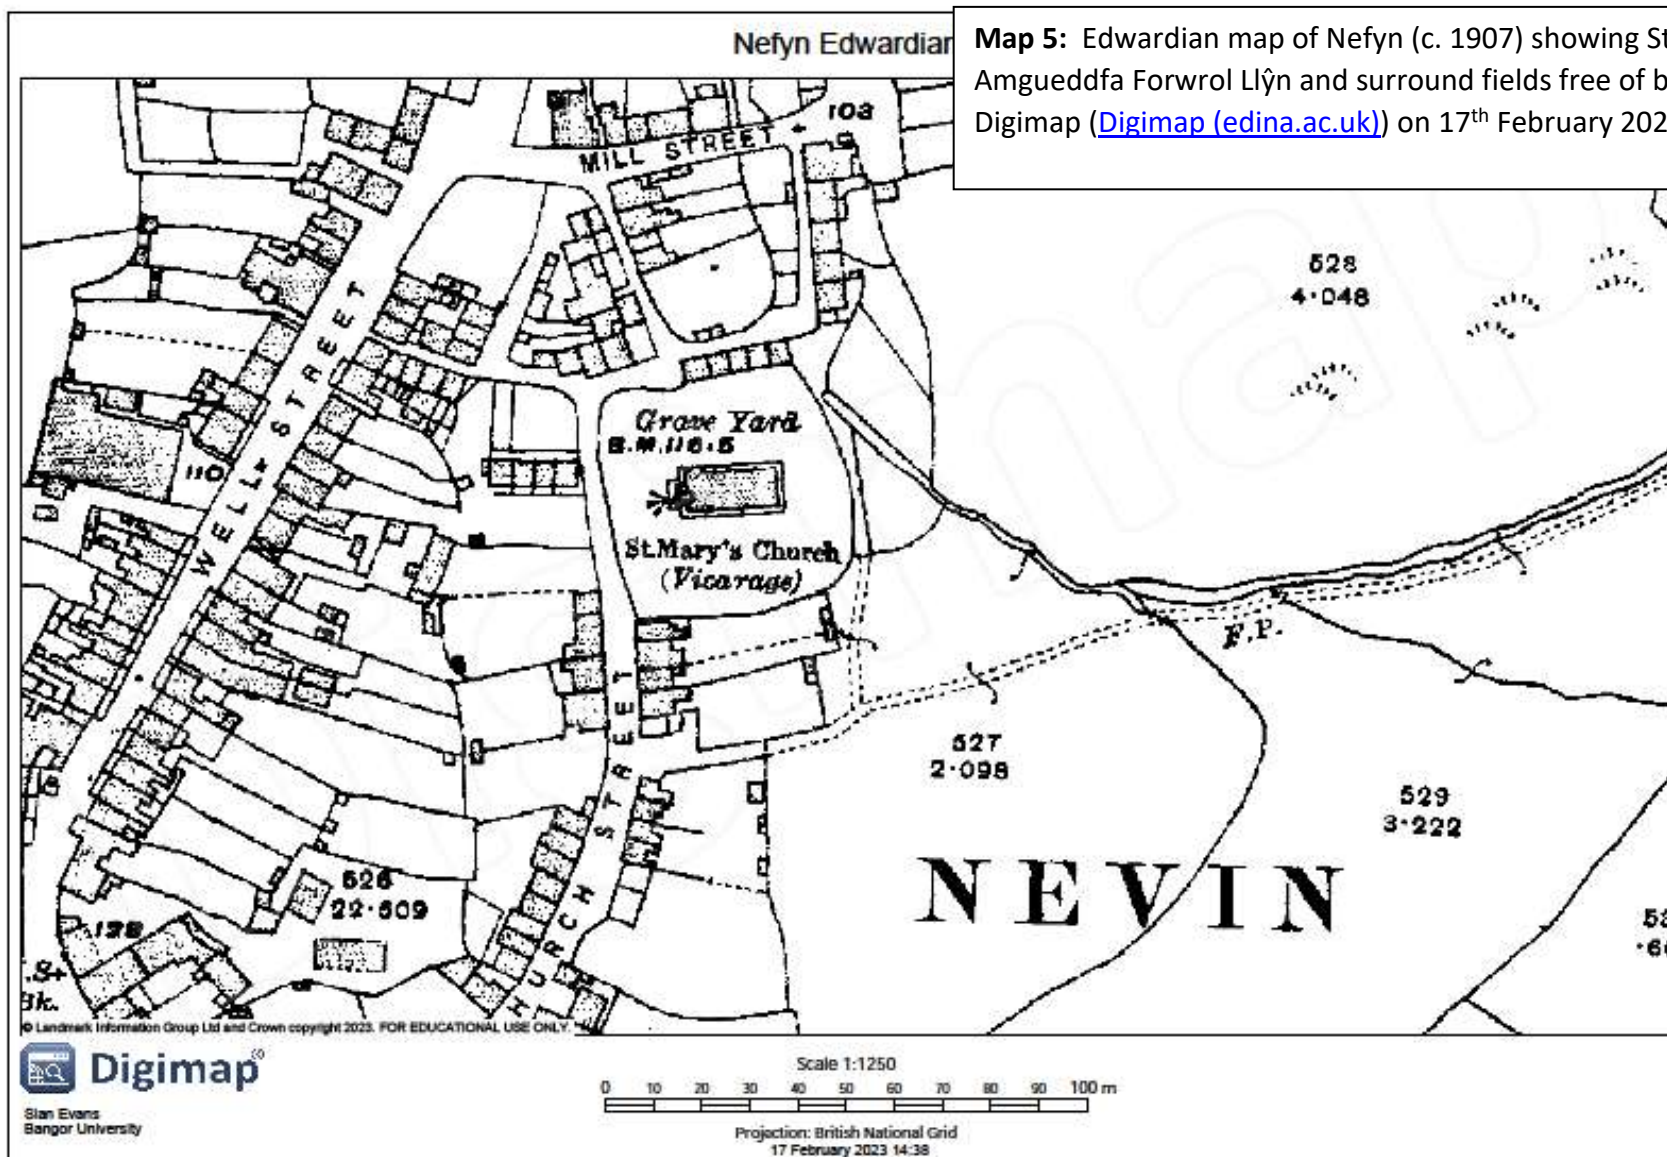 Nefyn Edwardian
Map 5: Edwardian map of Nefyn (c. 1907) showing St
Amgueddfa Forwrol Llŷn and surround fields free of b
Digimap (Digimap (edina.ac.uk)) on 17th February 202
MILL STREET
103
528
4·048
WELL STREET
110
Grave Yard
B.M.116·5
St. Mary's Church
(Vicarage)
F.P.
527
2·098
529
3·222
NEVIN
526
22·509
128
CHURCH STREET
© Landmark Information Group Ltd and Crown copyright 2023. FOR EDUCATIONAL USE ONLY.
Digimap
Sian Evans
Bangor University
Scale 1:1250
0 10 20 30 40 50 60 70 80 90 100 m
Projection: British National Grid
17 February 2023 14:38